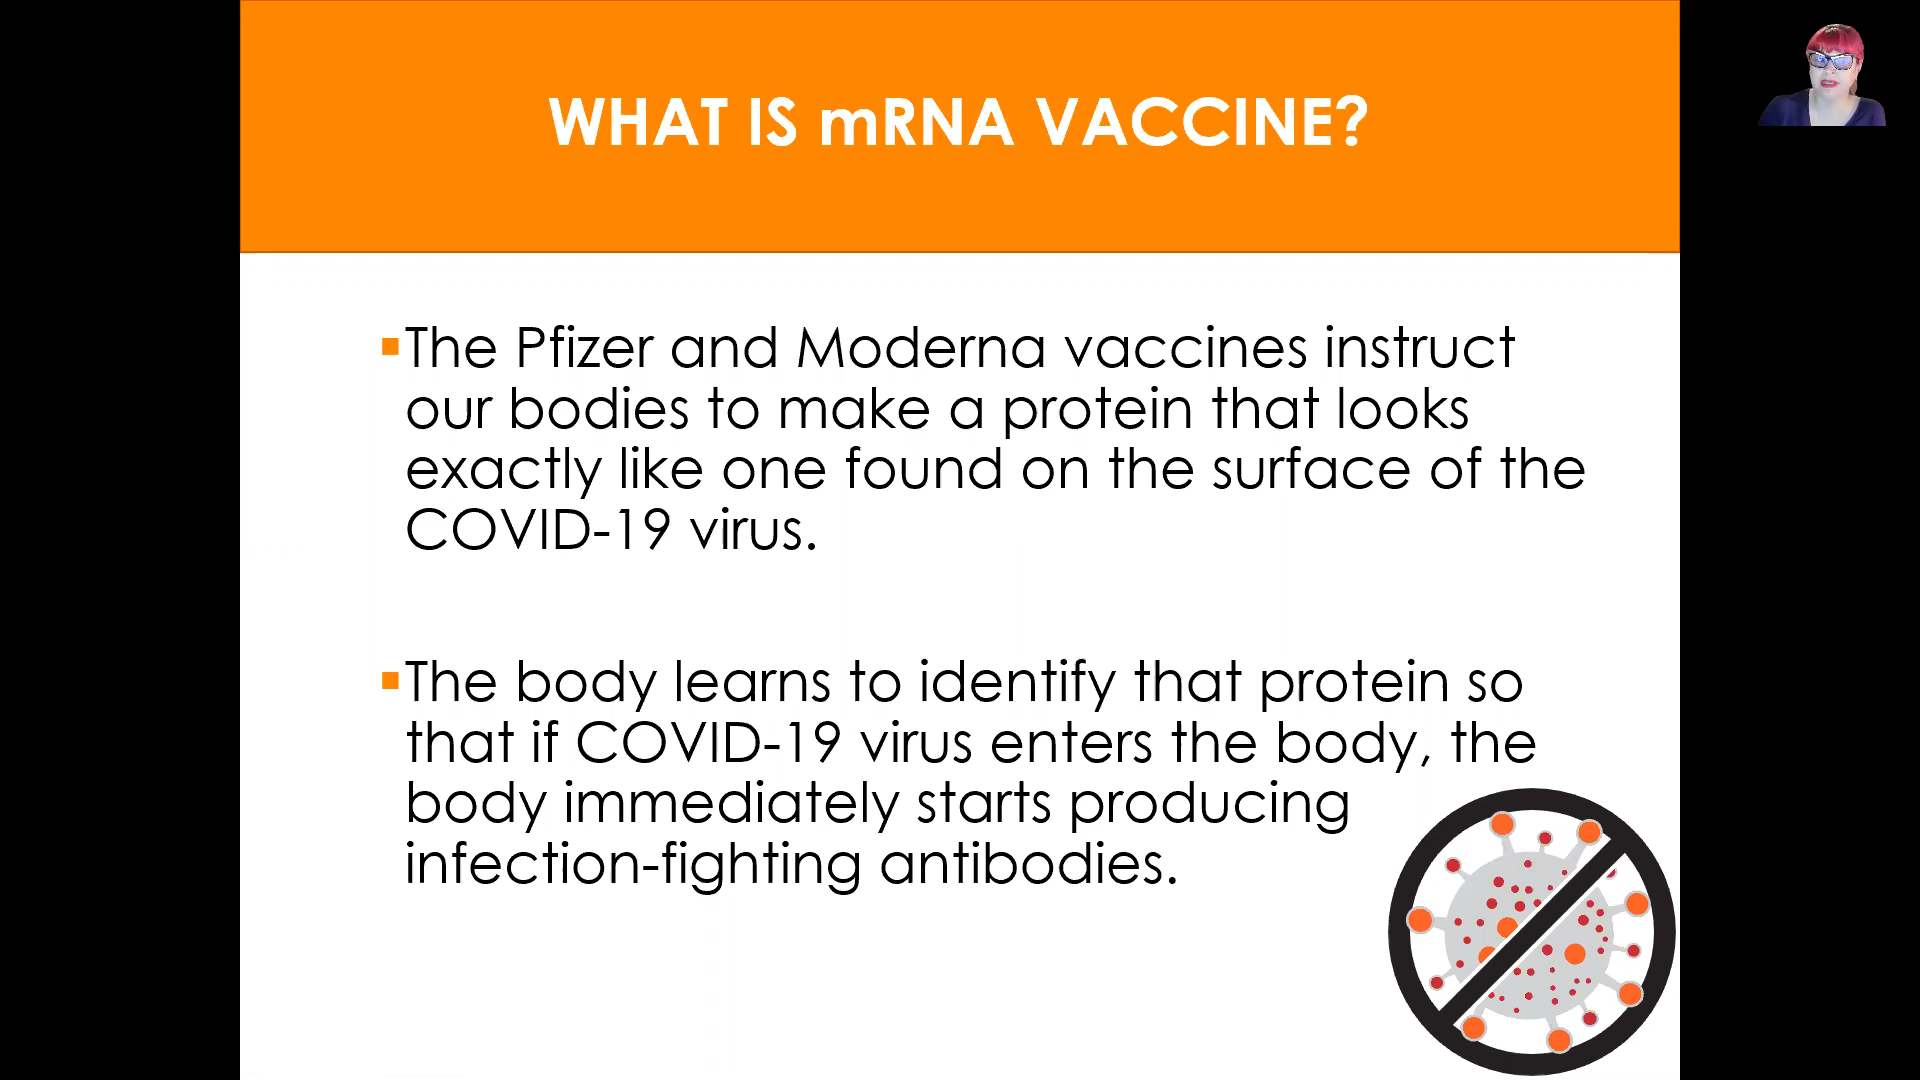 WHAT IS mRNA VACCINE?
▪The Pfizer and Moderna vaccines instruct
our bodies to make a protein that looks
exactly like one found on the surface of the
COVID-19 virus.
▪The body learns to identify that protein so
that if COVID-19 virus enters the body, the
body immediately starts producing
infection-fighting antibodies.